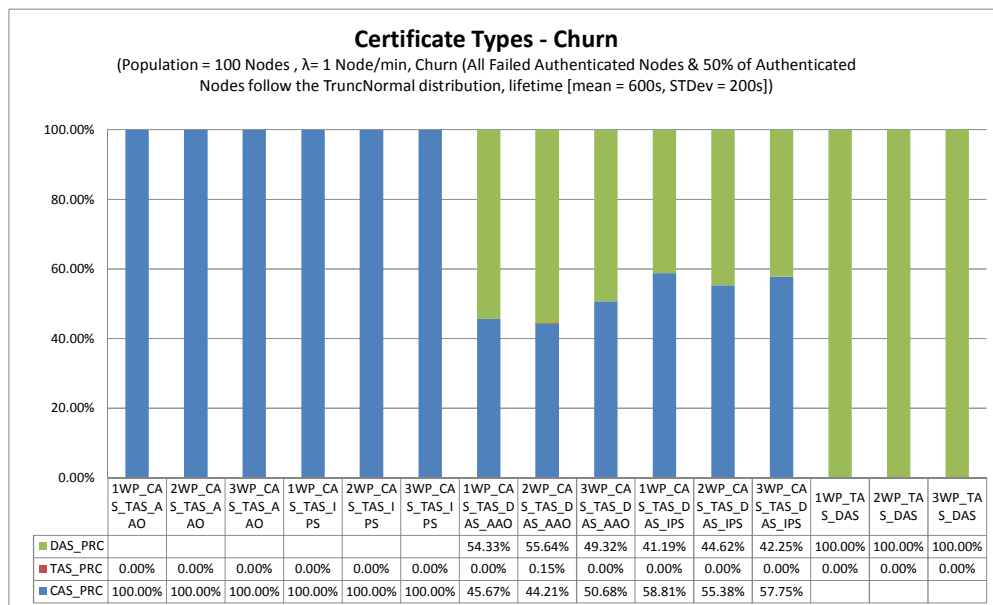 Certificate Types - Churn
(Population = 100 Nodes , λ= 1 Node/min, Churn (All Failed Authenticated Nodes & 50% of Authenticated
Nodes follow the TruncNormal distribution, lifetime [mean = 600s, STDev = 200s])
100.00%
80.00%
60.00%
40.00%
20.00%
0.00%
1WP_CA 2WP_CA 3WP_CA 1WP_CA 2WP_CA 3WP_CA 1WP_CA 2WP_CA 3WP_CA 1WP_CA 2WP_CA 3WP_CA 1WP_TA 2WP_TA 3WP_TA
S_TAS_A S_TAS_A S_TAS_A S_TAS_I S_TAS_I S_TAS_I S_TAS_D S_TAS_D S_TAS_D S_TAS_D S_TAS_D S_TAS_D S_DAS S_DAS S_DAS
AO AO AO PS PS PS AS_AAO AS_AAO AS_AAO AS_IPS AS_IPS AS_IPS
DAS_PRC 54.33% 55.64% 49.32% 41.19% 44.62% 42.25% 100.00% 100.00% 100.00%
TAS_PRC 0.00% 0.00% 0.00% 0.00% 0.00% 0.00% 0.00% 0.15% 0.00% 0.00% 0.00% 0.00% 0.00% 0.00% 0.00%
CAS_PRC 100.00% 100.00% 100.00% 100.00% 100.00% 100.00% 45.67% 44.21% 50.68% 58.81% 55.38% 57.75%